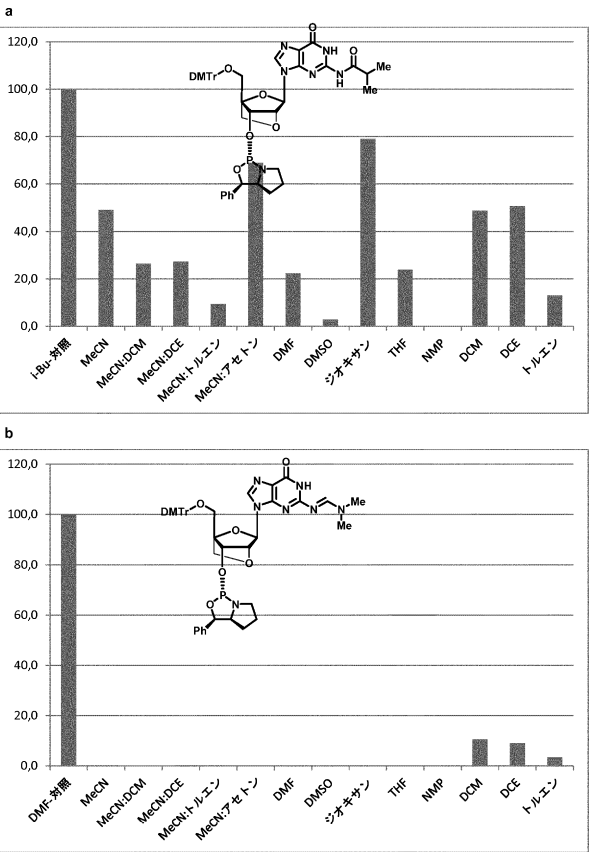 a
120,0
100,0
80,0
60,0
40,0
20,0
0,0
i-Bu-対照
MeCN
MeCN:DCM
MeCN:DCE
MeCN:トルエン
MeCN:アセトン
DMF
DMSO
ジオキサン
THF
NMP
DCM
DCE
トルエン
O
N
NH
O
N
N
N
H
Me
Me
DMTr
O
O
O
O
P
O
N
Ph
b
120,0
100,0
80,0
60,0
40,0
20,0
0,0
DMF-対照
MeCN
MeCN:DCM
MeCN:DCE
MeCN:トルエン
MeCN:アセトン
DMF
DMSO
ジオキサン
THF
NMP
DCM
DCE
トルエン
O
N
NH
N
N
N
N
Me
Me
DMTr
O
O
O
O
P
O
N
Ph